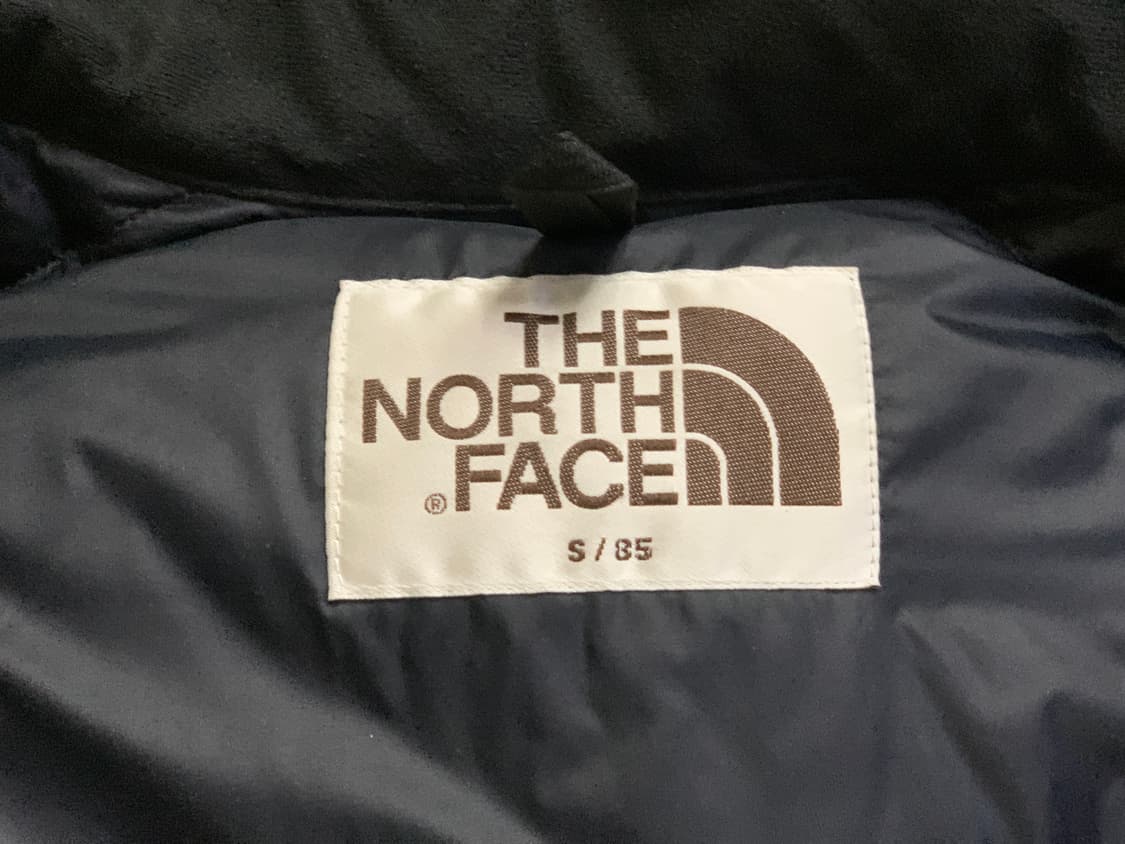 THE
NORTH
FACE
®
S / 85